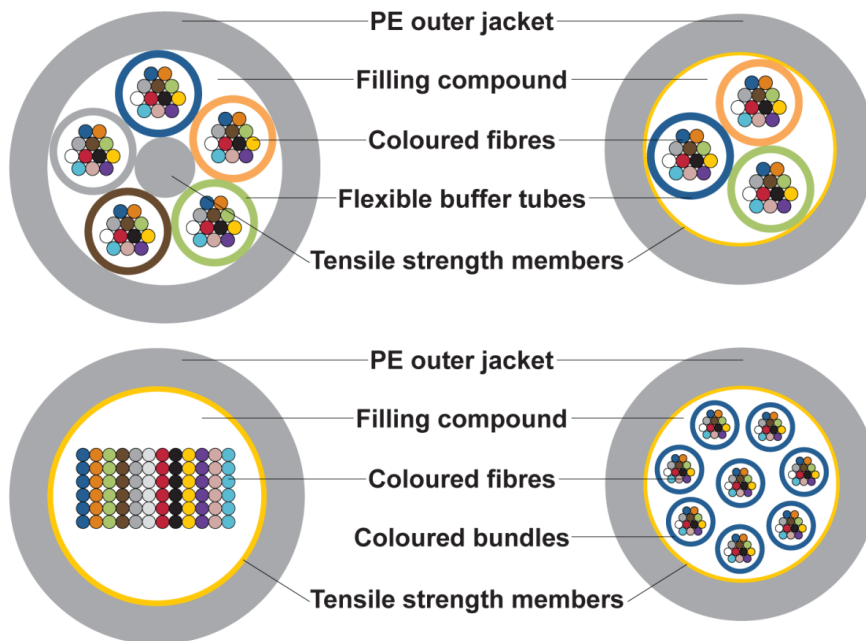 PE outer jacket
Filling compound
Coloured fibres
Flexible buffer tubes
Tensile strength members
PE outer jacket
Filling compound
Coloured fibres
Coloured bundles
Tensile strength members